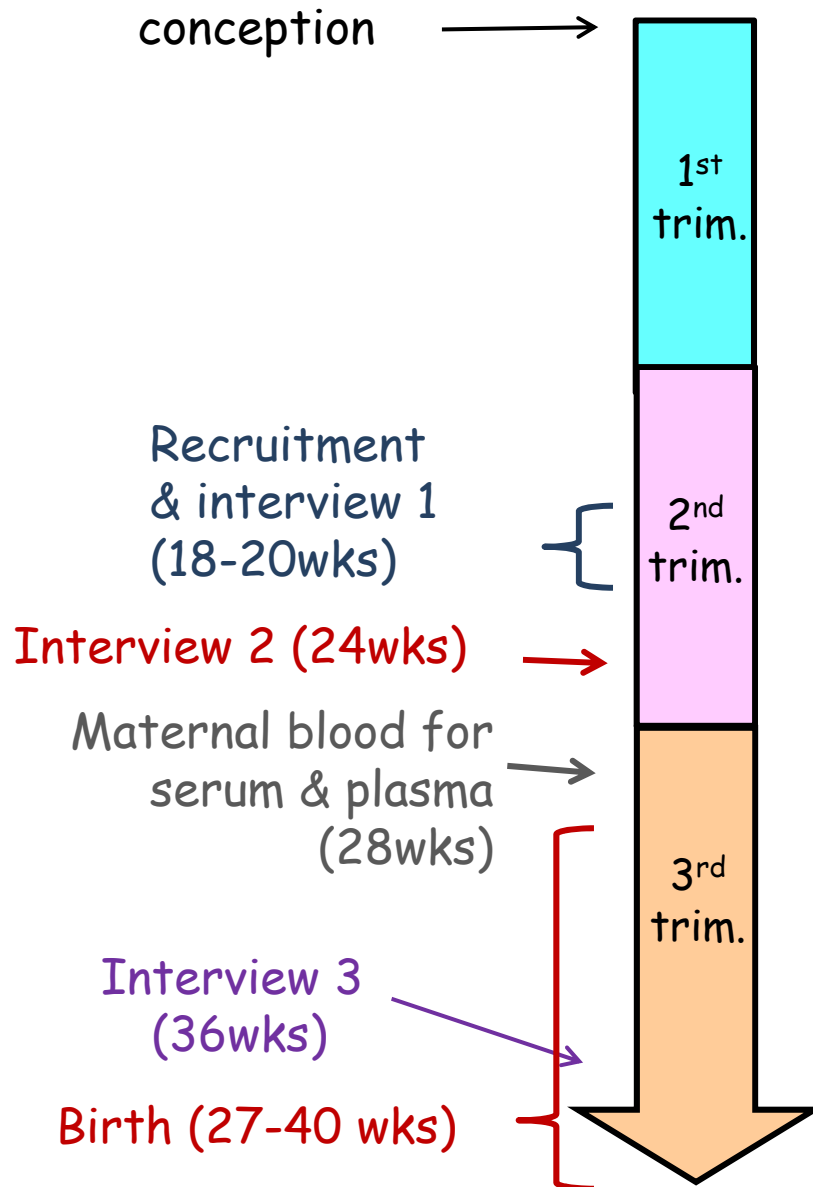 conception
1st
trim.
Recruitment
& interview 1
(18-20wks)
2nd
trim.
Interview 2 (24wks)
Maternal blood for
serum & plasma
(28wks)
3rd
trim.
Interview 3
(36wks)
Birth (27-40 wks)